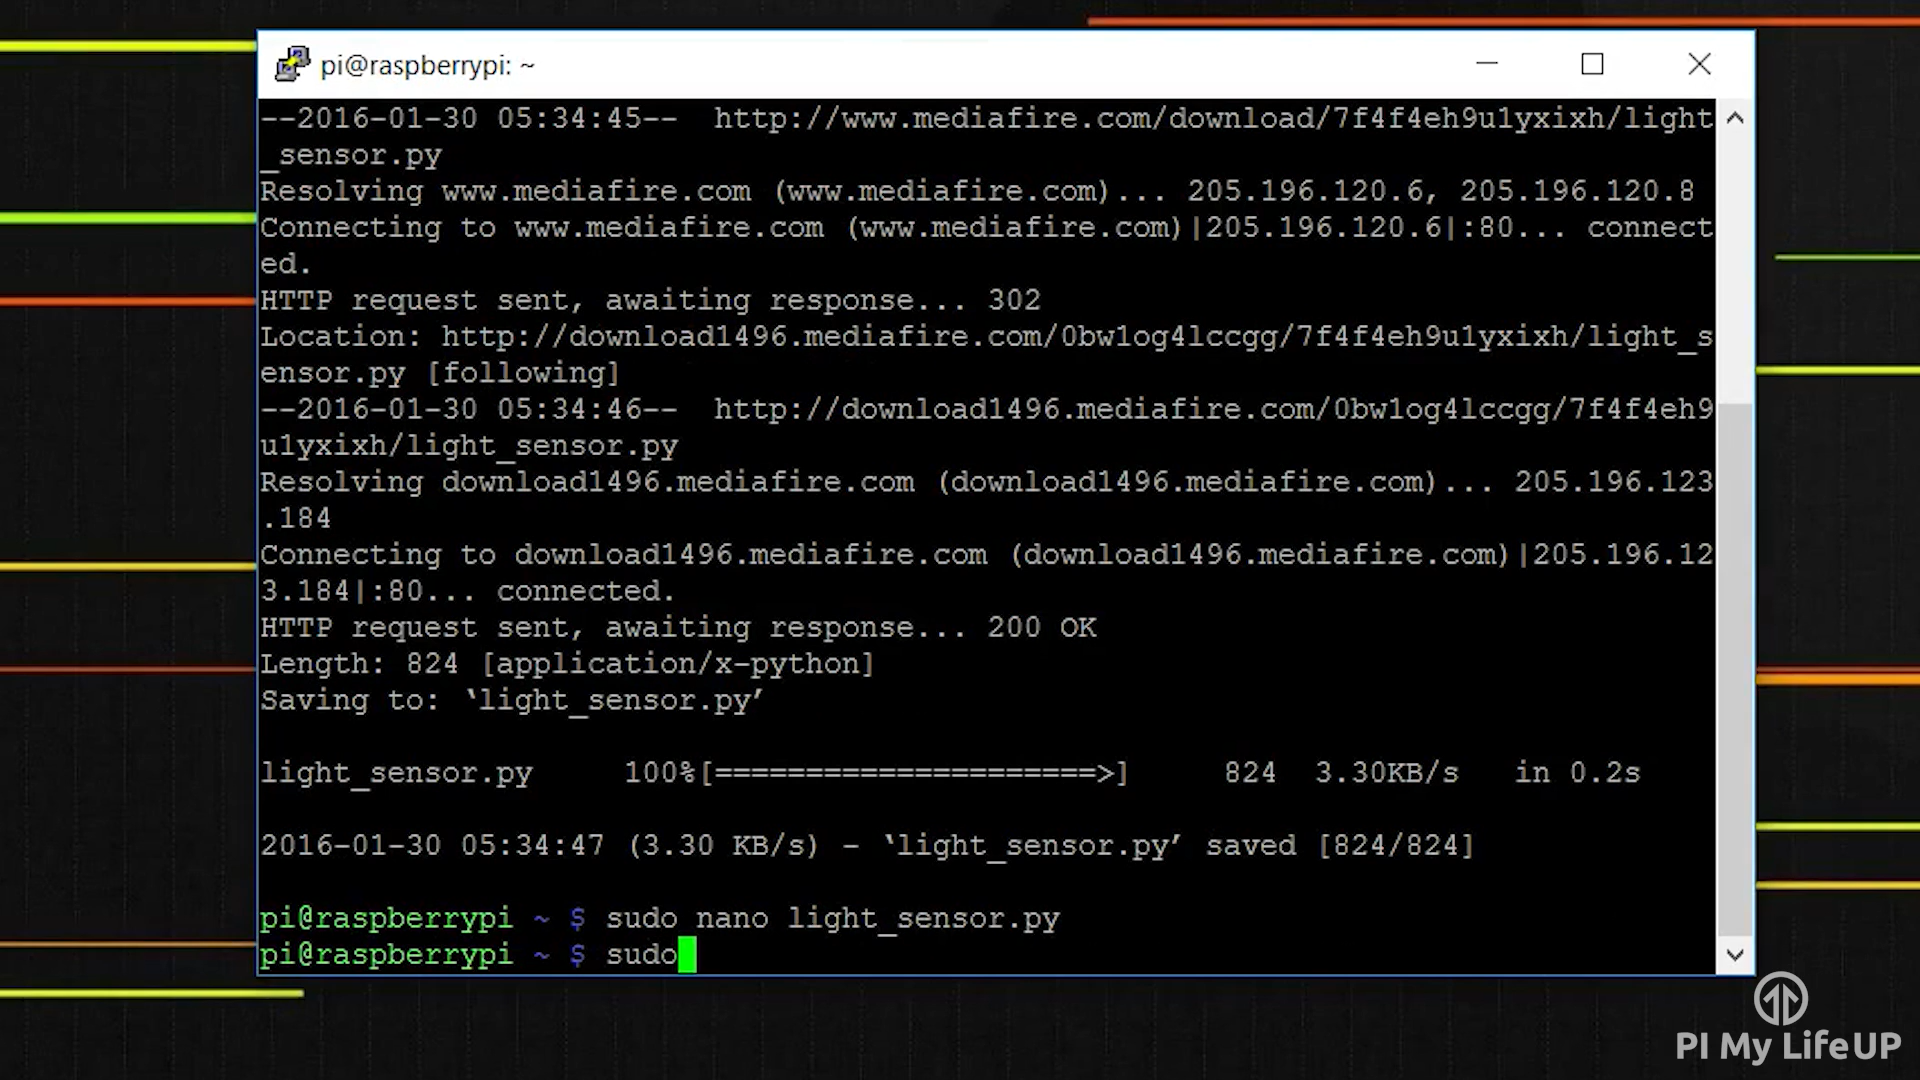 pi@raspberrypi: ~
--2016-01-30 05:34:45--  http://www.mediafire.com/download/7f4f4eh9u1yxixh/light
_sensor.py
Resolving www.mediafire.com (www.mediafire.com)... 205.196.120.6, 205.196.120.8
Connecting to www.mediafire.com (www.mediafire.com)|205.196.120.6|:80... connect
ed.
HTTP request sent, awaiting response... 302
Location: http://download1496.mediafire.com/0bw1og4lccgg/7f4f4eh9u1yxixh/light_s
ensor.py [following]
--2016-01-30 05:34:46--  http://download1496.mediafire.com/0bw1og4lccgg/7f4f4eh9
u1yxixh/light_sensor.py
Resolving download1496.mediafire.com (download1496.mediafire.com)... 205.196.123
.184
Connecting to download1496.mediafire.com (download1496.mediafire.com)|205.196.12
3.184|:80... connected.
HTTP request sent, awaiting response... 200 OK
Length: 824 [application/x-python]
Saving to: ‘light_sensor.py’
light_sensor.py     100%[=====================>]     824  3.30KB/s   in 0.2s
2016-01-30 05:34:47 (3.30 KB/s) - ‘light_sensor.py’ saved [824/824]
pi@raspberrypi ~ $ sudo nano light_sensor.py
pi@raspberrypi ~ $ sudo
PI My LifeUP